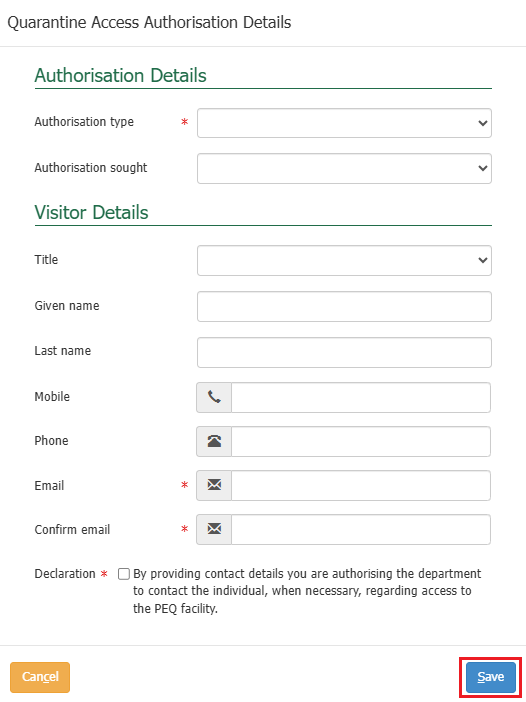 Quarantine Access Authorisation Details
Authorisation Details
Authorisation type *
Authorisation sought
Visitor Details
Title
Given name
Last name
Mobile
Phone
Email *
Confirm email *
Declaration * By providing contact details you are authorising the department
to contact the individual, when necessary, regarding access to
the PEQ facility.
Cancel Save